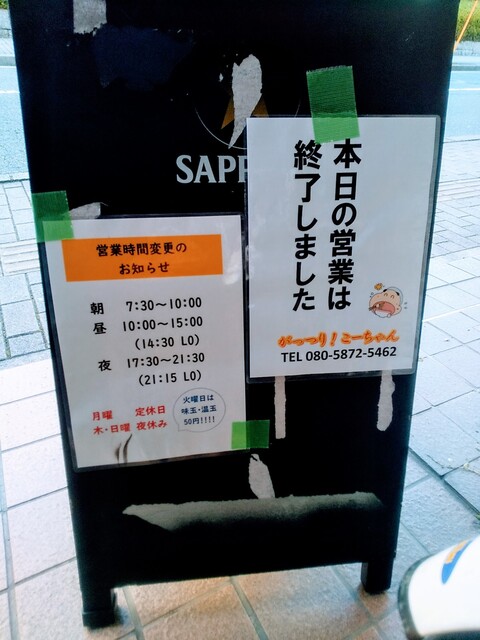 SAPP
本日の営業は
終了しました
がっつり!こーちゃん
TEL 080-5872-5462
営業時間変更の
お知らせ
朝 7:30～10:00
昼 10:00～15:00
(14:30 LO)
夜 17:30～21:30
(21:15 LO)
月曜 定休日
木・日曜 夜休み
火曜日は
味玉・温玉
50円!!!!